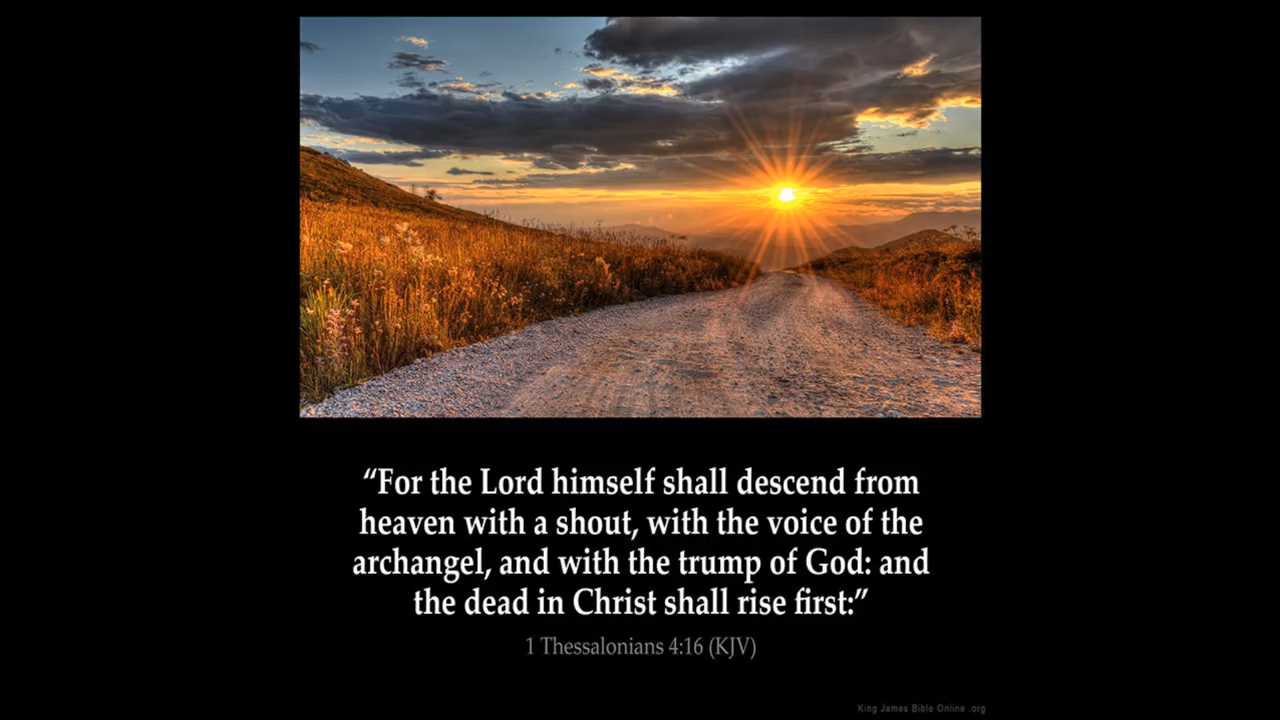 “For the Lord himself shall descend from
heaven with a shout, with the voice of the
archangel, and with the trump of God: and
the dead in Christ shall rise first:”
1 Thessalonians 4:16 (KJV)
King James Bible Online .org